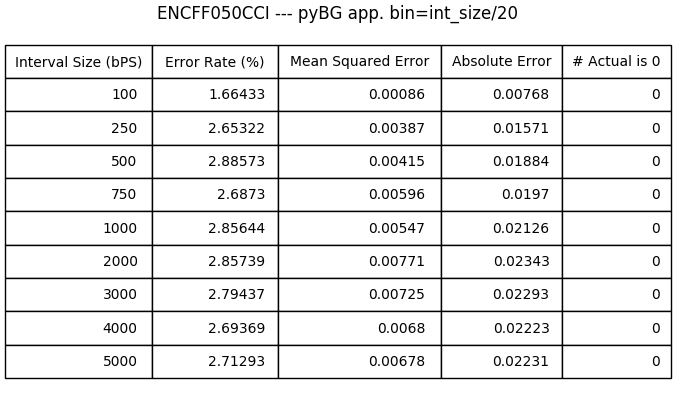 ENCFF050CCI --- pyBG app. bin=int_size/20
Interval Size (bPS) Error Rate (%) Mean Squared Error Absolute Error # Actual is 0
100 1.66433 0.00086 0.00768 0
250 2.65322 0.00387 0.01571 0
500 2.88573 0.00415 0.01884 0
750 2.6873 0.00596 0.0197 0
1000 2.85644 0.00547 0.02126 0
2000 2.85739 0.00771 0.02343 0
3000 2.79437 0.00725 0.02293 0
4000 2.69369 0.0068 0.02223 0
5000 2.71293 0.00678 0.02231 0